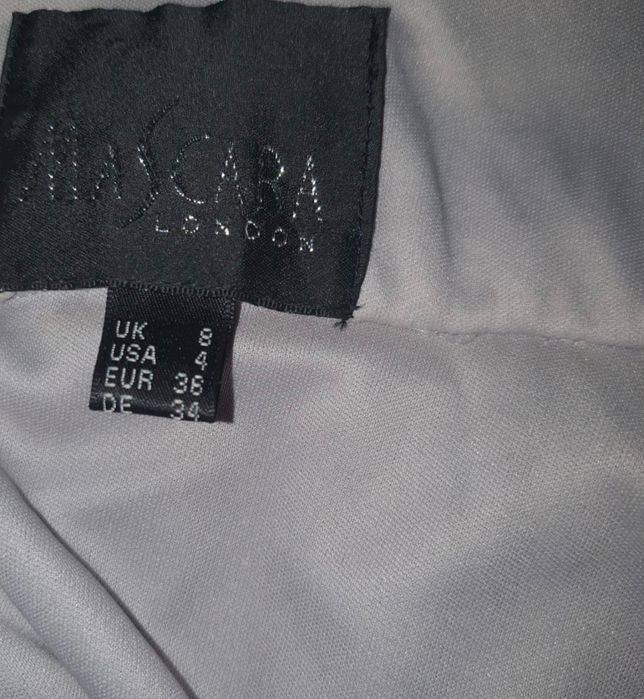 MASCARA
LONDON
UK 8
USA 4
EUR 36
DE 34